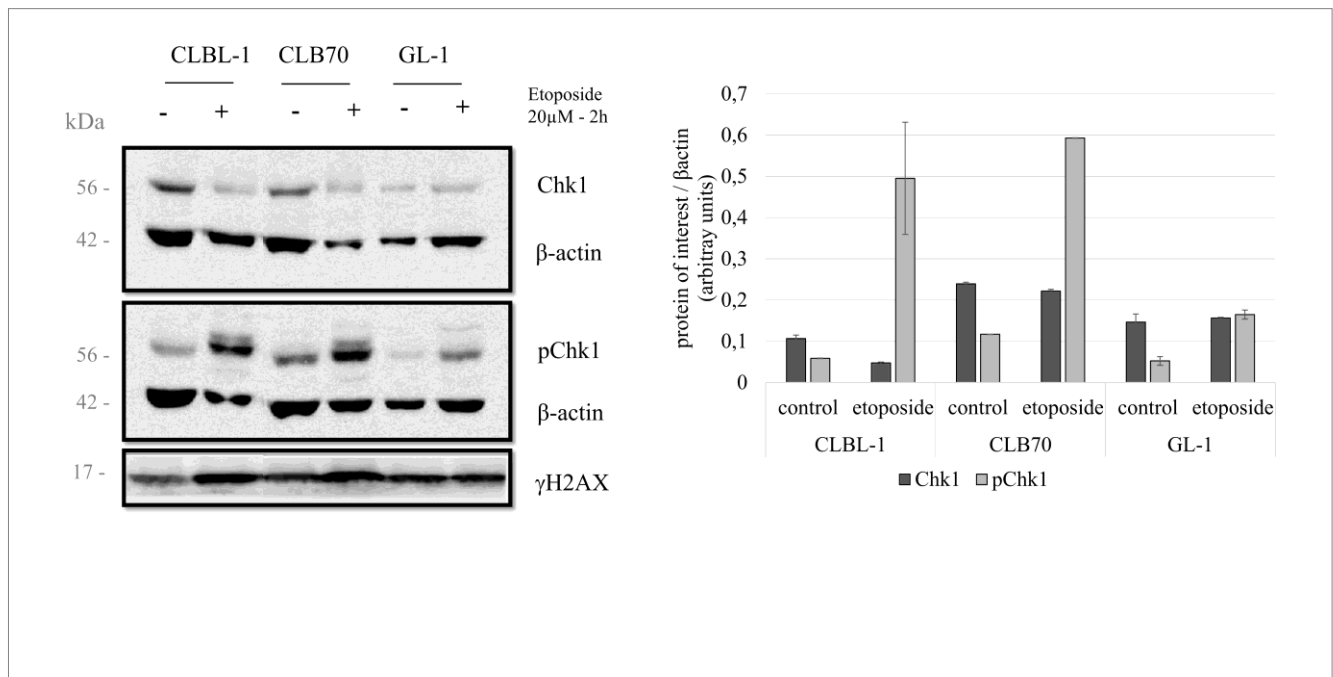 CLBL-1 CLB70 GL-1
- + - + - +
Etoposide
20µM - 2h
kDa
56 -
Chk1
42 -
β-actin
56 -
pChk1
42 -
β-actin
17 -
γH2AX
protein of interest / βactin
(arbitray units)
0,7
0,6
0,5
0,4
0,3
0,2
0,1
0
control etoposide control etoposide control etoposide
CLBL-1 CLB70 GL-1
Chk1 pChk1